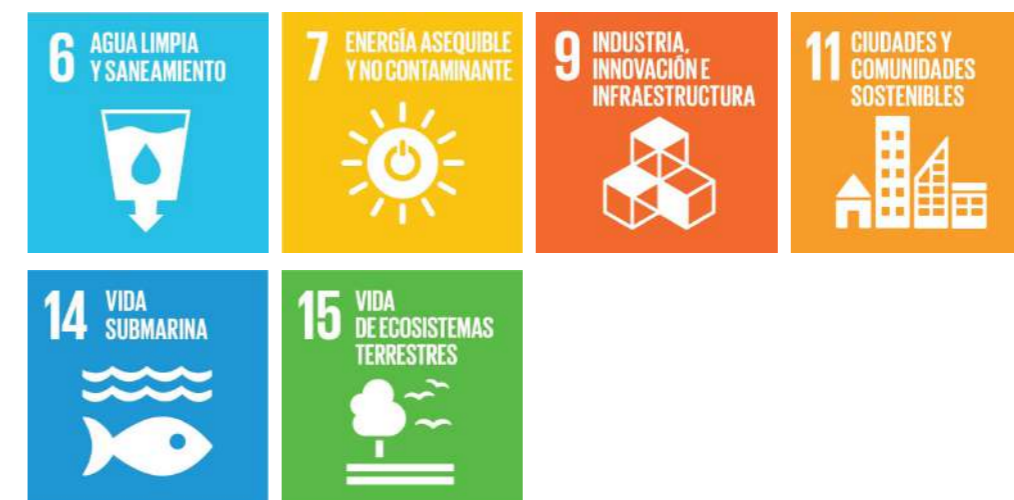 6 AGUA LIMPIA
Y SANEAMIENTO
7 ENERGÍA ASEQUIBLE
Y NO CONTAMINANTE
9 INDUSTRIA,
INNOVACIÓN E
INFRAESTRUCTURA
11 CIUDADES Y
COMUNIDADES
SOSTENIBLES
14 VIDA
SUBMARINA
15 VIDA
DE ECOSISTEMAS
TERRESTRES